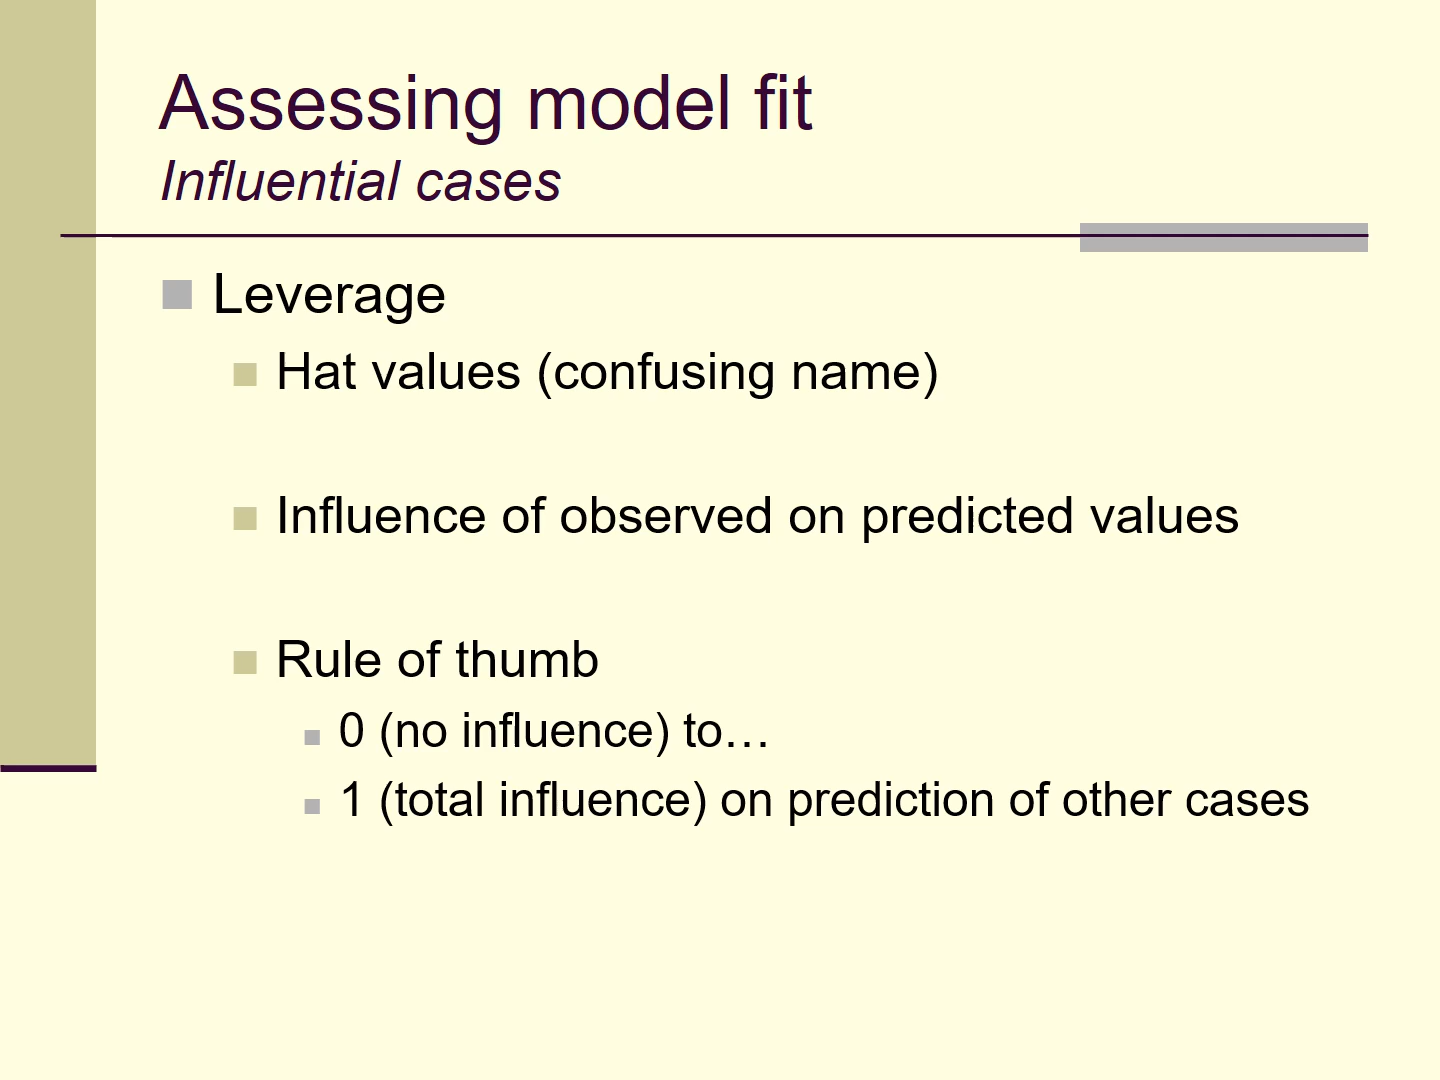 Assessing model fit
Influential cases
Leverage
Hat values (confusing name)
Influence of observed on predicted values
Rule of thumb
0 (no influence) to…
1 (total influence) on prediction of other cases